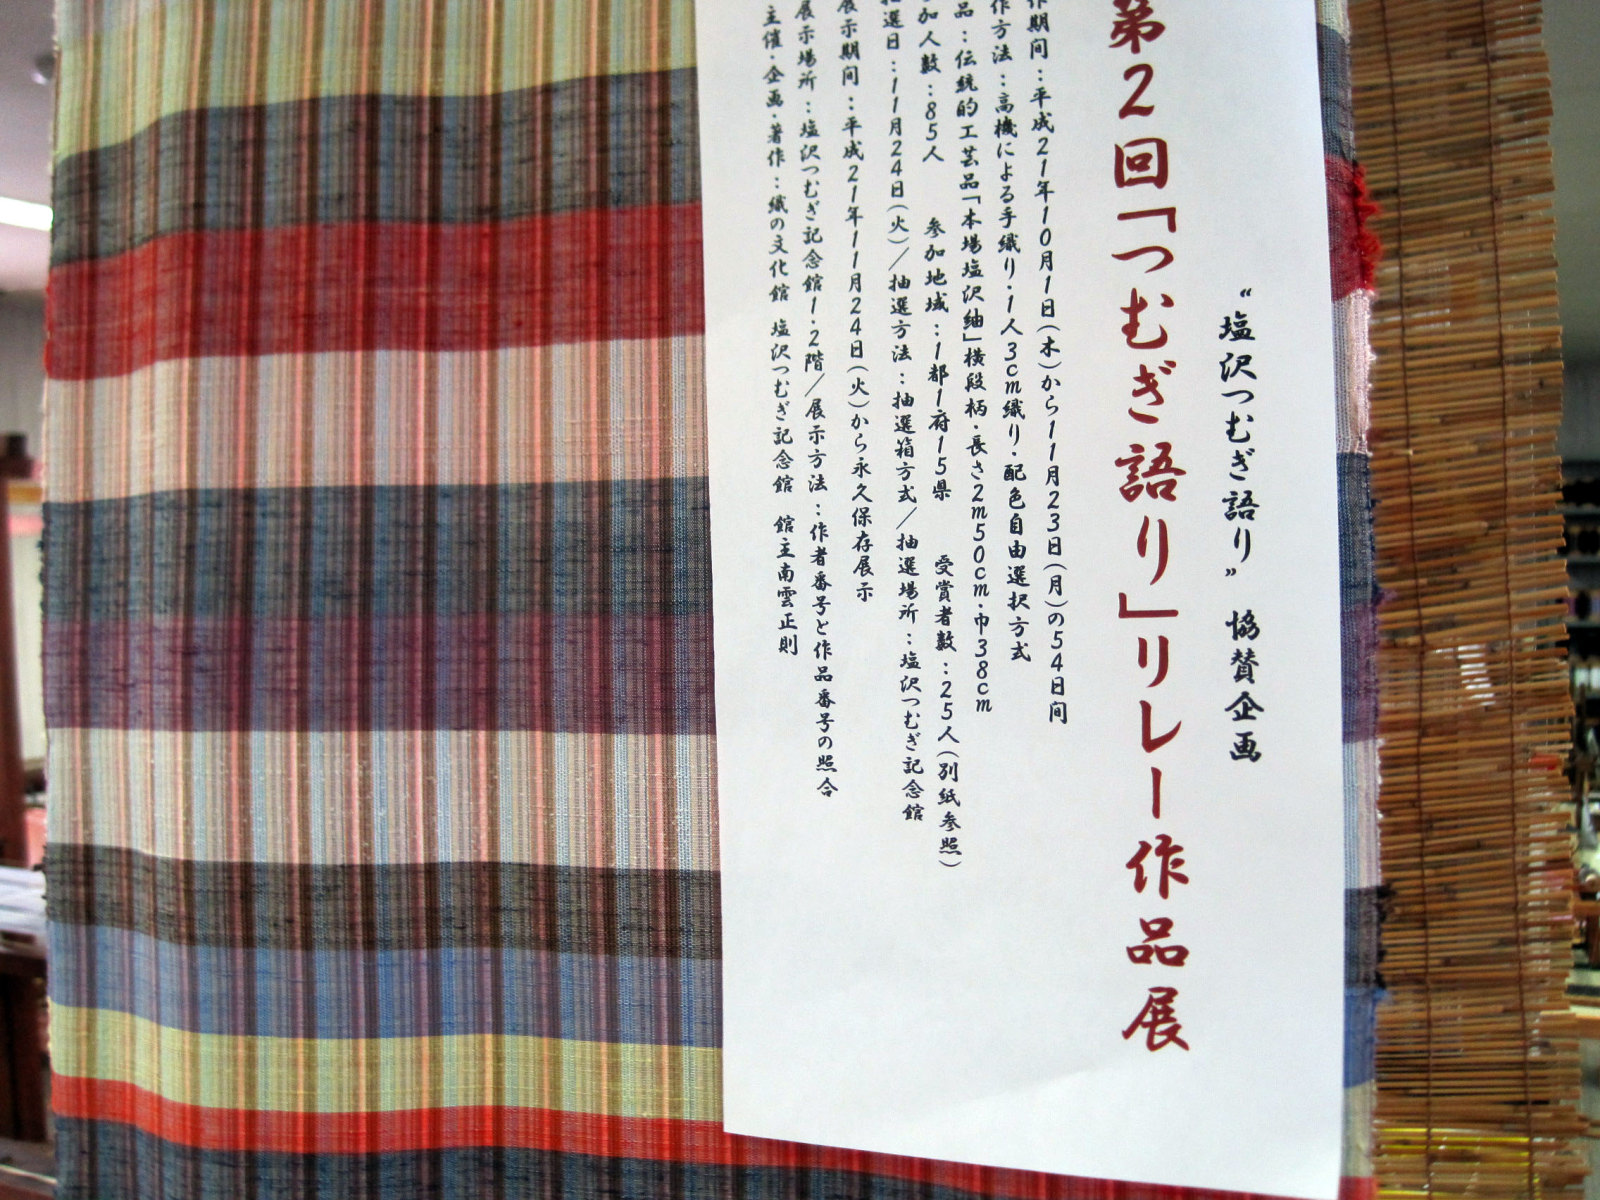 “塩沢つむぎ語り” 協賛企画
第2回「つむぎ語り」リレー作品展
作期间：平成21年10月1日(木)から11月23日(月)の54日间
作方法：高機による手織り・1人3cm織り・配色自由選択方式
品：伝統的工芸品「本場塩沢紬」横段柄・長さ2m50cm・巾38cm
加人数：85人 参加地域：1都1府15県 受賞者数：25人(別紙参照)
選日：11月24日(火)／抽選方法：抽選箱方式／抽選場所：塩沢つむぎ記念館
展示期间：平成21年11月24日(火)から永久保存展示
展示場所：塩沢つむぎ記念館1・2階／展示方法：作者番号と作品番号の照合
主催・企画・著作：織の文化館 塩沢つむぎ記念館 館主南雲正則